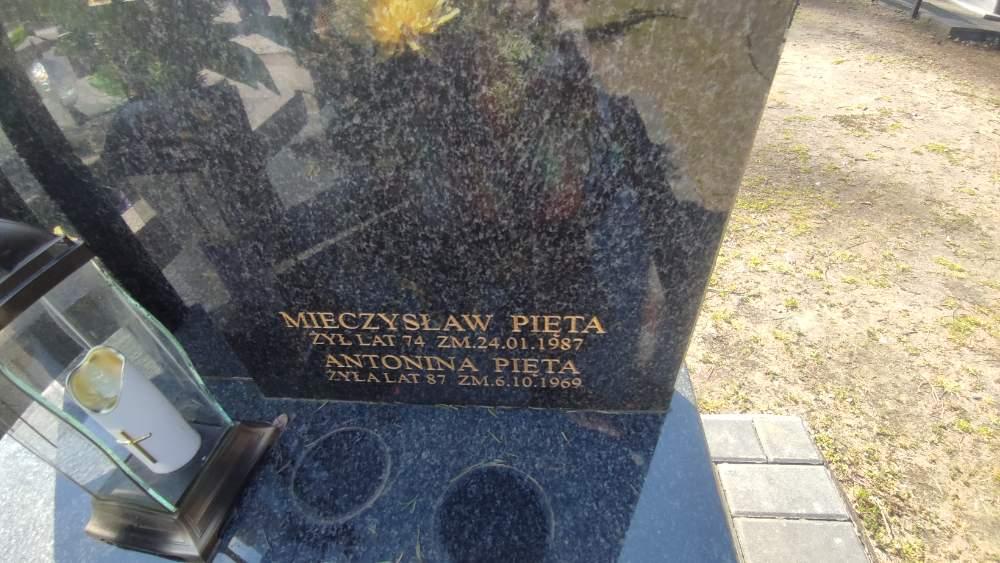 MIECZYSŁAW PIĘTA
ŻYŁ LAT 74 ZM.24.01.1987
ANTONINA PIĘTA
ŻYŁA LAT 87 ZM.6.10.1969